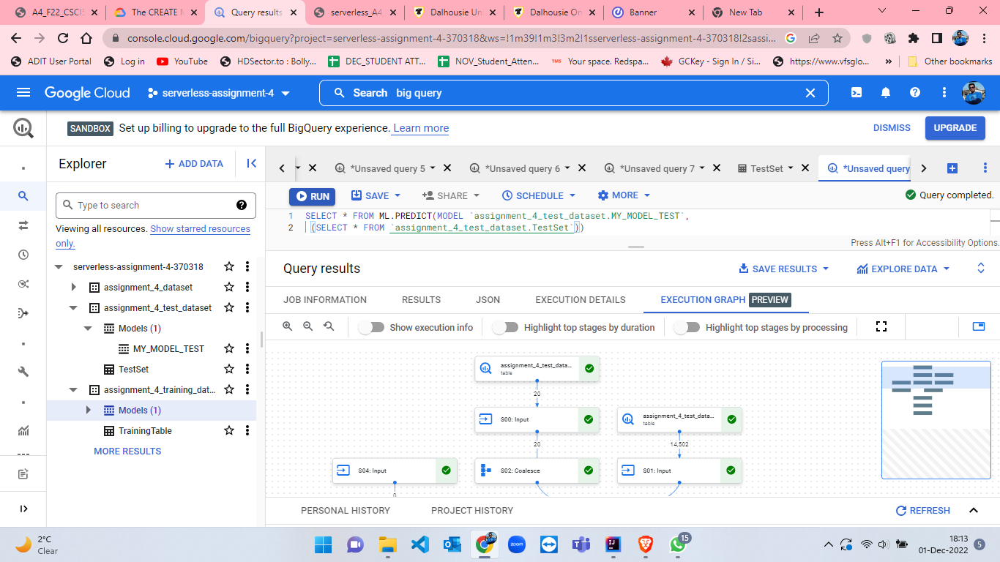 A4_F22_CSCI5
The CREATE M
Query results
serverless_A4
Dalhousie Un
Dalhousie On
Banner
New Tab
console.cloud.google.com/bigquery?project=serverless-assignment-4-370318&ws=!1m39!1m3!3m2!1sserverless-assignment-4-370318!2sassi...
ADIT User Portal
Log in
YouTube
HDSector.to : Bolly...
DEC_STUDENT ATT...
NOV_Student_Atten...
Your space. Redspa...
GCKey - Sign In / Si...
https://www.vfsglo...
»
Other bookmarks
Google Cloud
serverless-assignment-4
Search big query
SANDBOX Set up billing to upgrade to the full BigQuery experience. Learn more
DISMISS
UPGRADE
Explorer
+ ADD DATA
*Unsaved query 5
*Unsaved query 6
*Unsaved query 7
TestSet
*Unsaved query
RUN
SAVE
SHARE
SCHEDULE
MORE
Query completed.
Type to search
Viewing all resources. Show starred resources
only.
1 SELECT * FROM ML.PREDICT(MODEL `assignment_4_test_dataset.MY_MODEL_TEST`,
2 (SELECT * FROM `assignment_4_test_dataset.TestSet`))
Press Alt+F1 for Accessibility Options.
serverless-assignment-4-370318
assignment_4_dataset
assignment_4_test_dataset
Models (1)
MY_MODEL_TEST
TestSet
assignment_4_training_dat...
Models (1)
TrainingTable
MORE RESULTS
Query results
SAVE RESULTS
EXPLORE DATA
JOB INFORMATION
RESULTS
JSON
EXECUTION DETAILS
EXECUTION GRAPH PREVIEW
Show execution info
Highlight top stages by duration
Highlight top stages by processing
assignment_4_test_data...
table
20
S00: Input
assignment_4_test_data...
table
20
14,502
S04: Input
S02: Coalesce
S01: Input
0
PERSONAL HISTORY
PROJECT HISTORY
REFRESH
2°C
Clear
zoom
15
18:13
01-Dec-2022
5